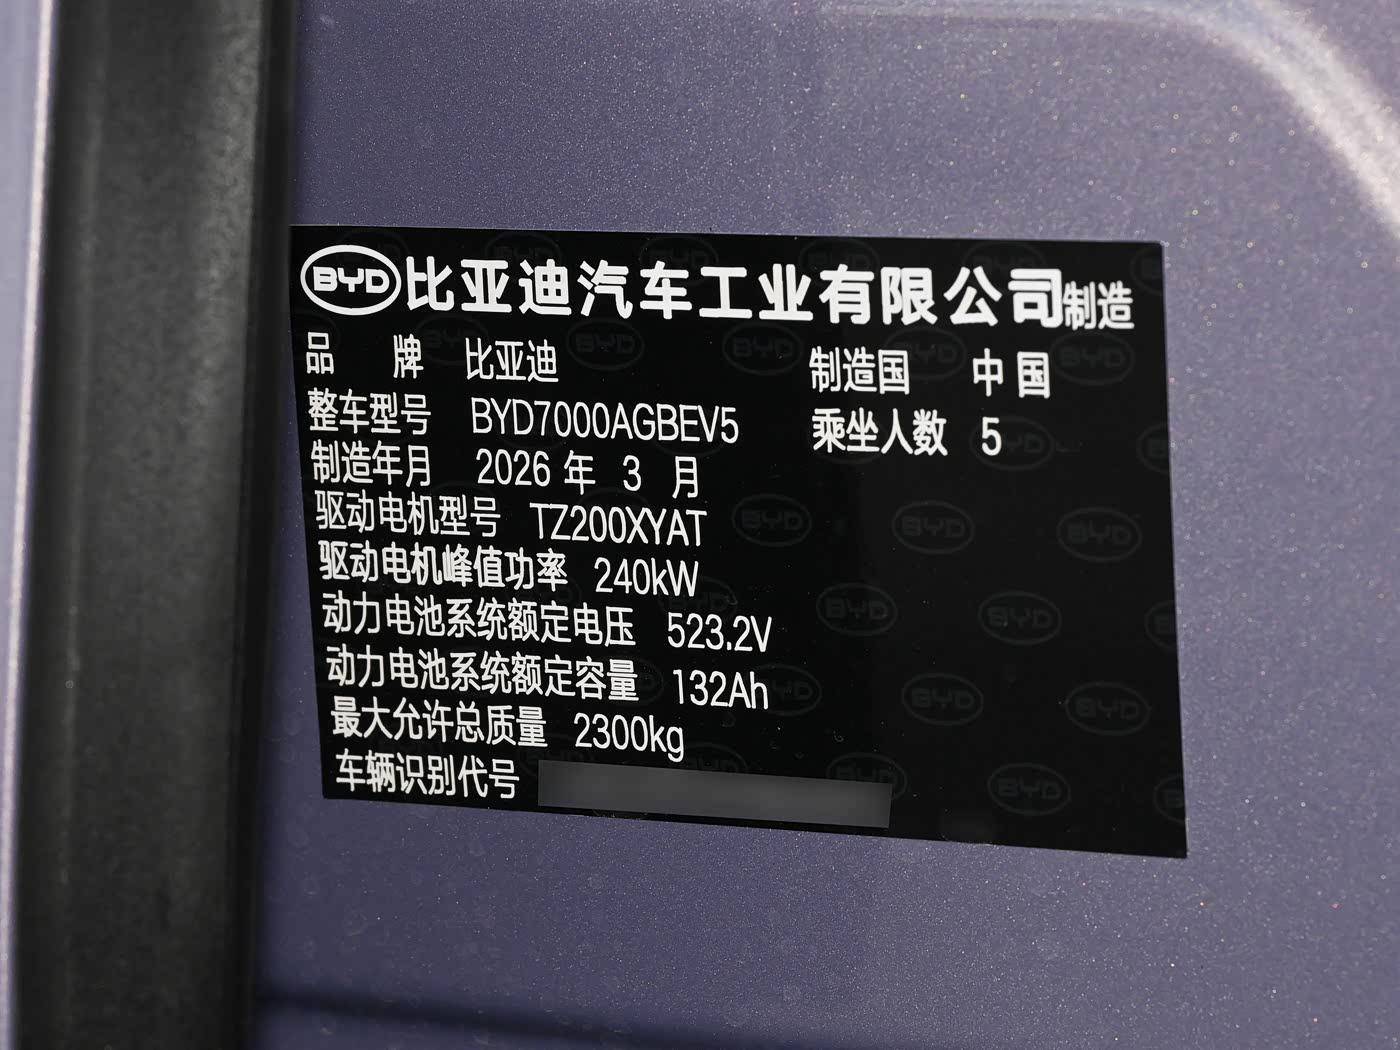 BYD 比亚迪汽车工业有限公司制造
品 牌 比亚迪 制造国 中国
整车型号 BYD7000AGBEV5 乘坐人数 5
制造年月 2026 年 3 月
驱动电机型号 TZ200XYAT
驱动电机峰值功率 240kW
动力电池系统额定电压 523.2V
动力电池系统额定容量 132Ah
最大允许总质量 2300kg
车辆识别代号